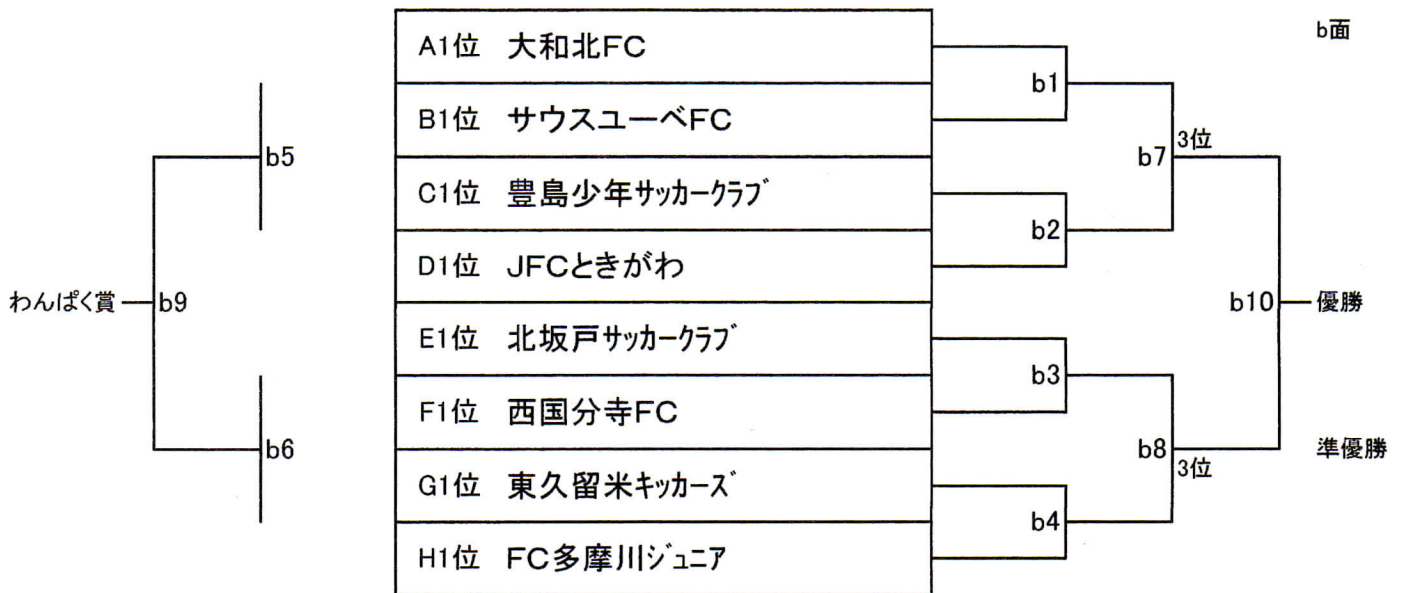 b面
A1位 大和北FC
b1
B1位 サウスユーベFC
b5
3位
b7
C1位 豊島少年サッカークラブ
b2
D1位 JFCときがわ
わんぱく賞
b9
b10
優勝
E1位 北坂戸サッカークラブ
b3
F1位 西国分寺FC
b6
b8
準優勝
3位
G1位 東久留米キッカーズ
b4
H1位 FC多摩川ジュニア